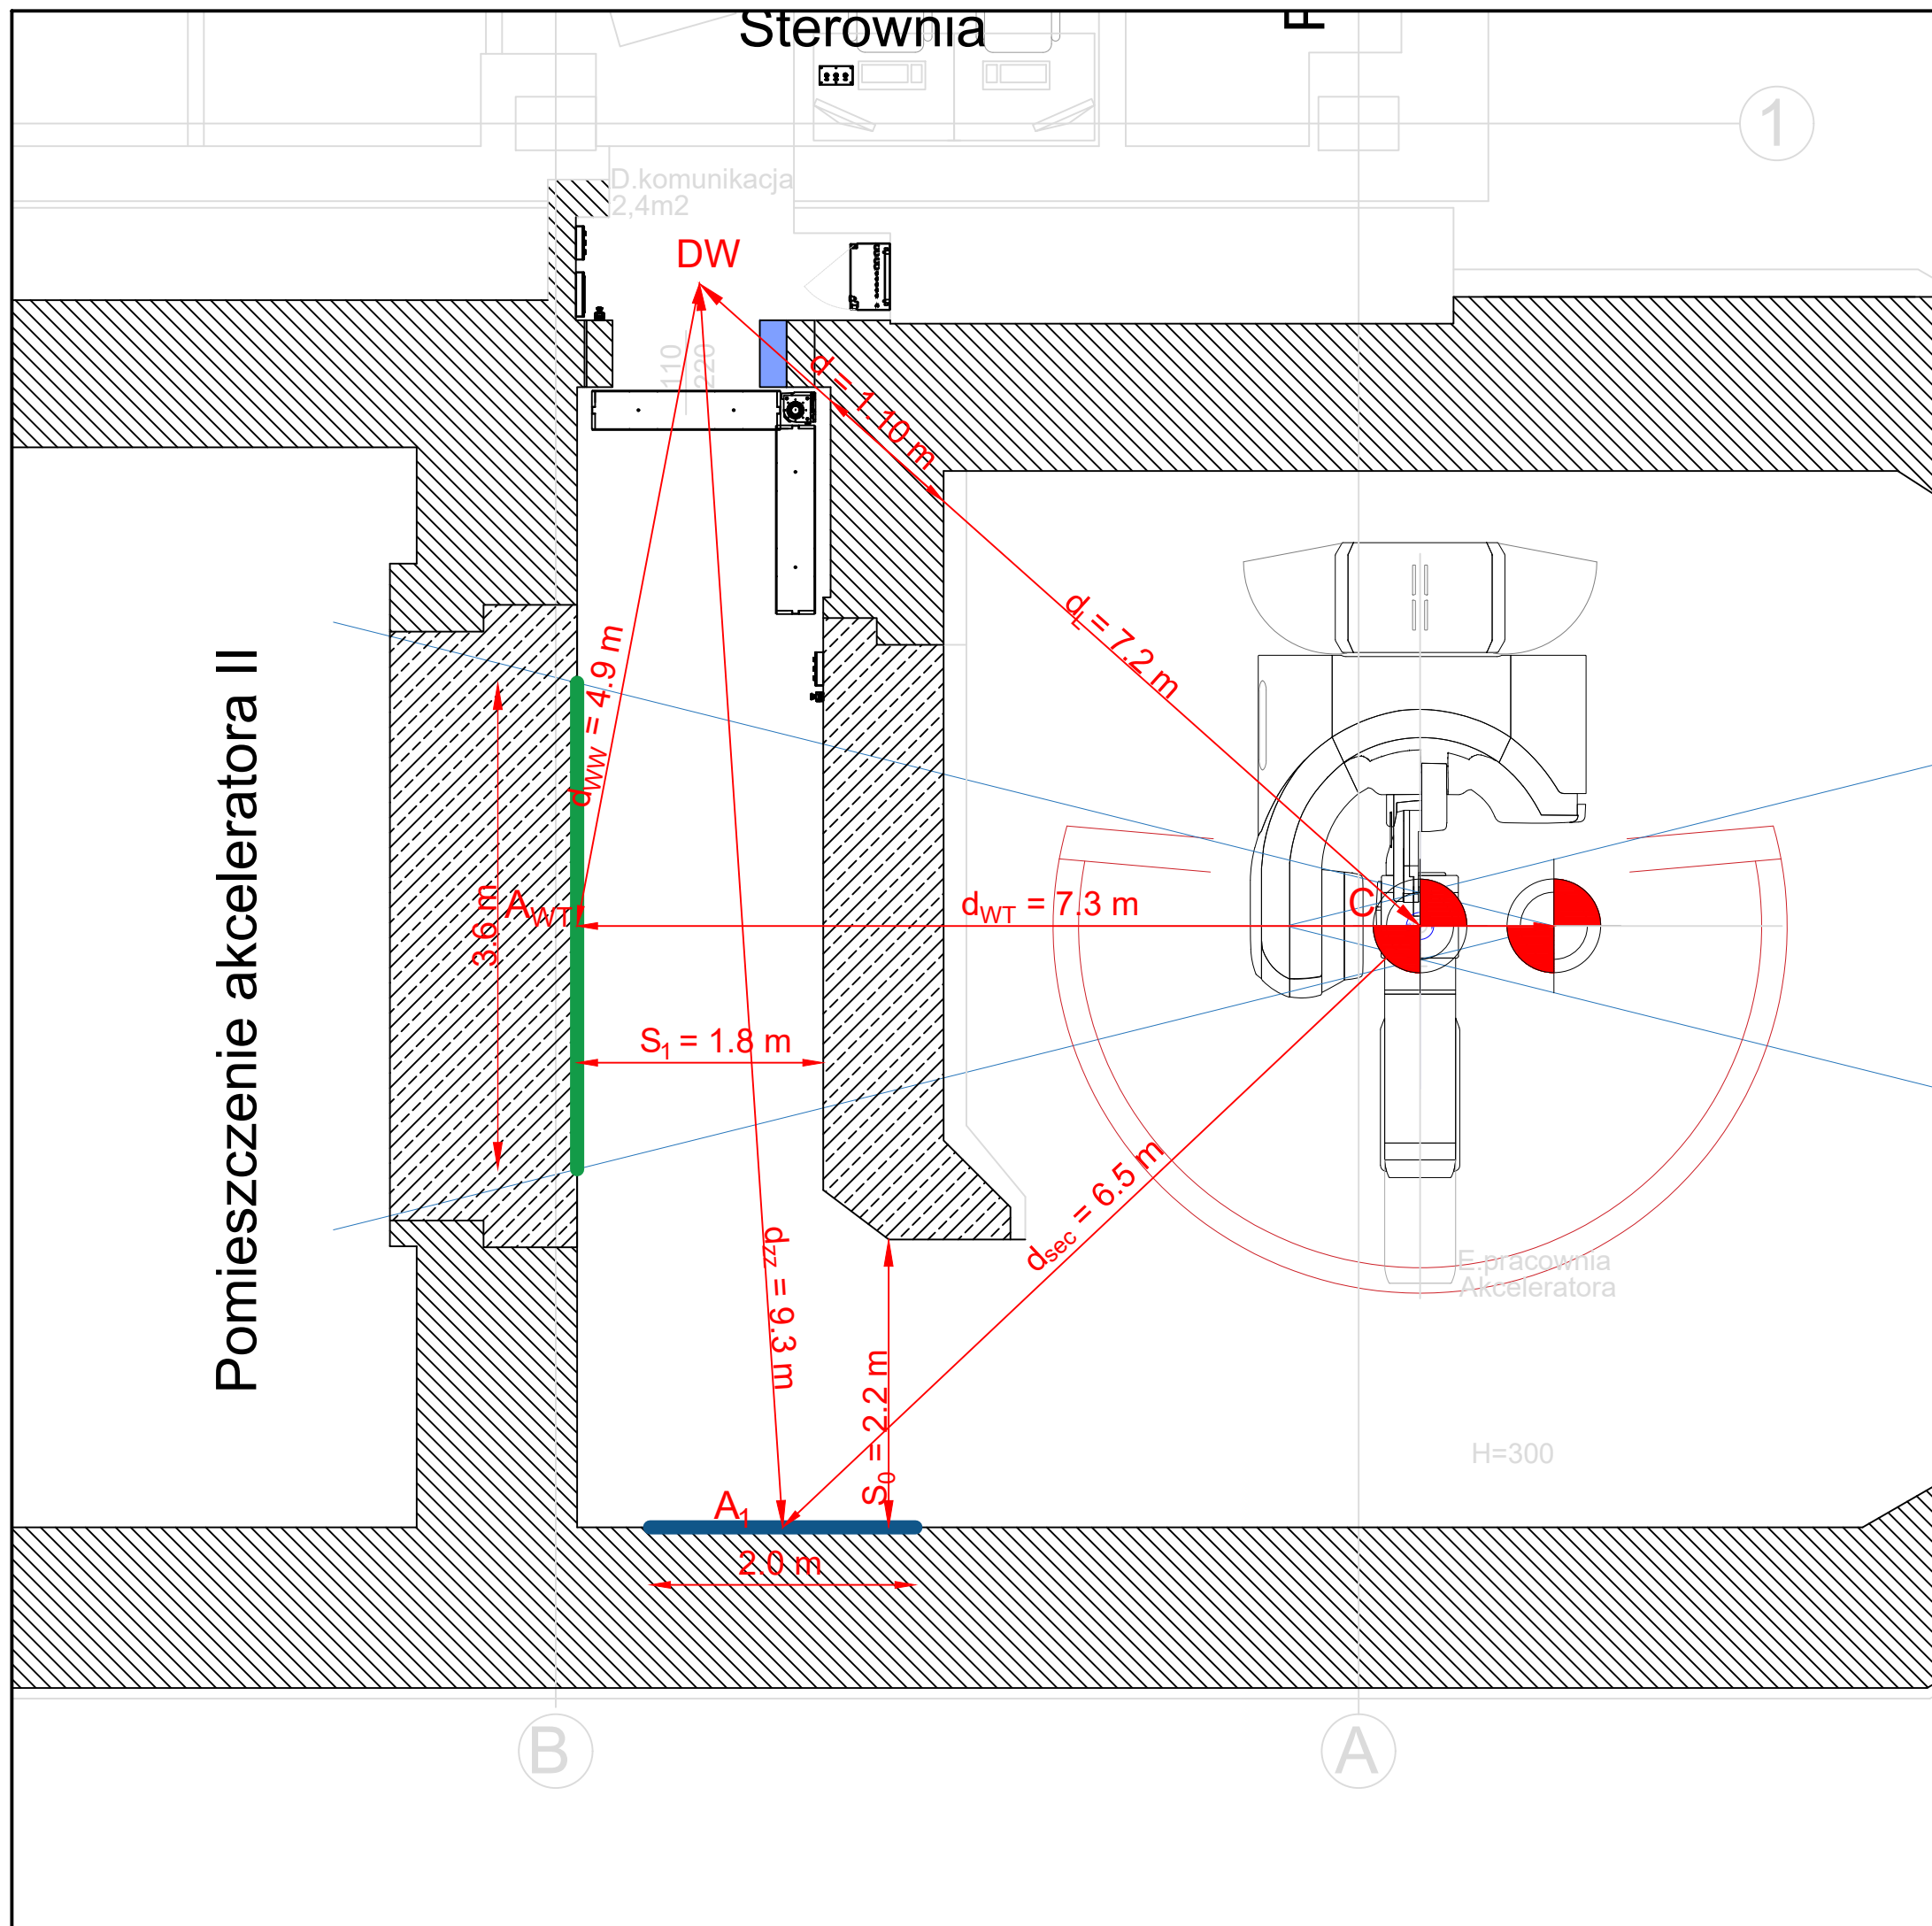 Sterownia
1
D.komunikacja
2,4m2
DW
110
220
d = 1.10 m
dL = 7.2 m
dWW = 4.9 m
Pomieszczenie akceleratora II
3.6 m
AWT
dWT = 7.3 m
C
S1 = 1.8 m
dsec = 6.5 m
dzz = 9.3 m
E.pracownia
Akceleratora
S0 = 2.2 m
H=300
A1
2.0 m
B
A